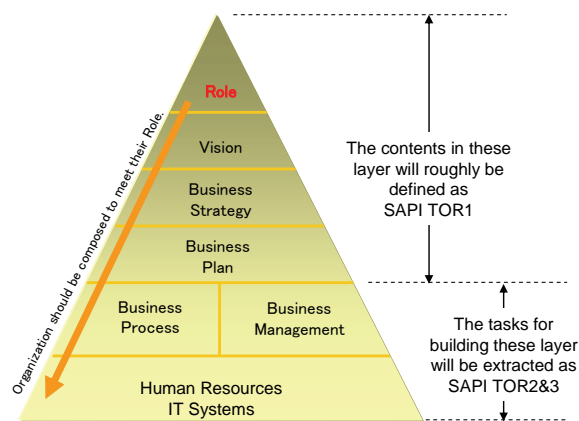 Role
Vision
Business
Strategy
Business
Plan
Business
Process
Business
Management
Human Resources
IT Systems
Organization should be composed to meet their Role.
The contents in these
layer will roughly be
defined as
SAPI TOR1
The tasks for
building these layer
will be extracted as
SAPI TOR2&3